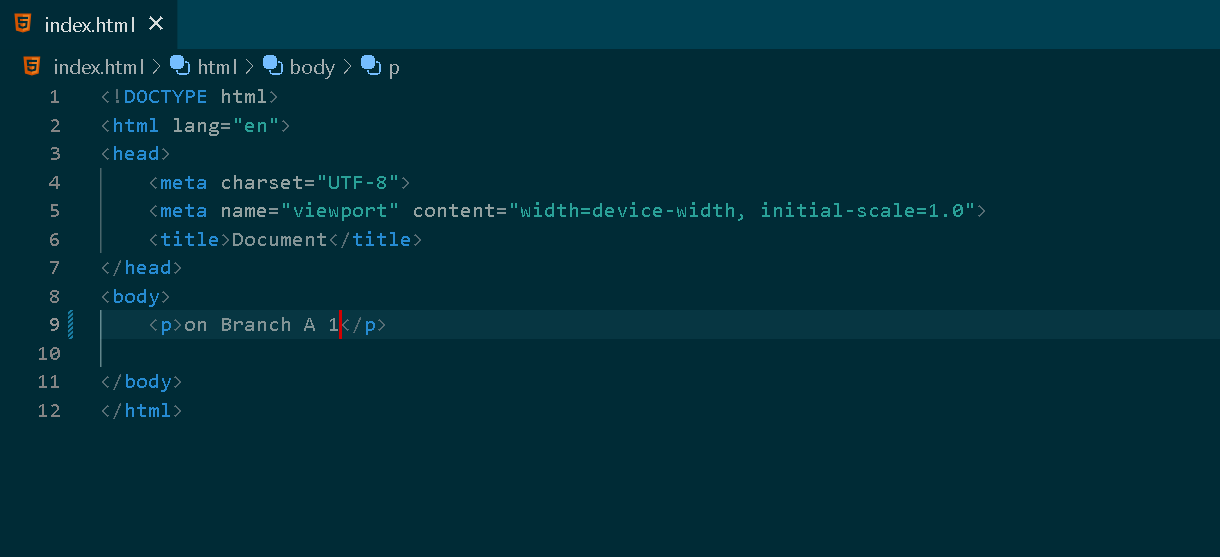 index.html
index.html > html > body > p
1 <!DOCTYPE html>
2 <html lang="en">
3 <head>
4     <meta charset="UTF-8">
5     <meta name="viewport" content="width=device-width, initial-scale=1.0">
6     <title>Document</title>
7 </head>
8 <body>
9     <p>on Branch A 1</p>
10
11 </body>
12 </html>